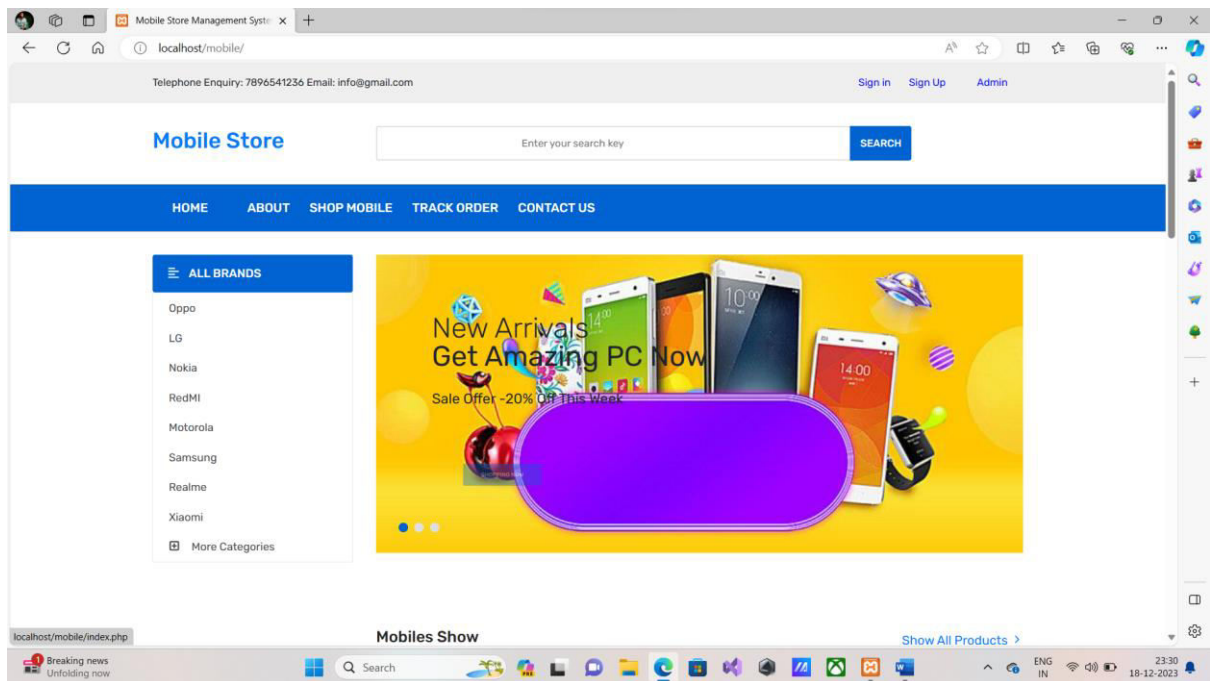 Mobile Store Management Syste
localhost/mobile/
Telephone Enquiry: 7896541236 Email: info@gmail.com
Sign in Sign Up Admin
Mobile Store
Enter your search key
SEARCH
HOME ABOUT SHOP MOBILE TRACK ORDER CONTACT US
ALL BRANDS
Oppo
LG
Nokia
RedMI
Motorola
Samsung
Realme
Xiaomi
More Categories
New Arrivals
Get Amazing PC Now
Sale Offer -20% Off This Week
14:00
10:00
14:00
Mobiles Show
Show All Products
localhost/mobile/index.php
1
Breaking news
Unfolding now
Search
ENG
IN
23:30
18-12-2023